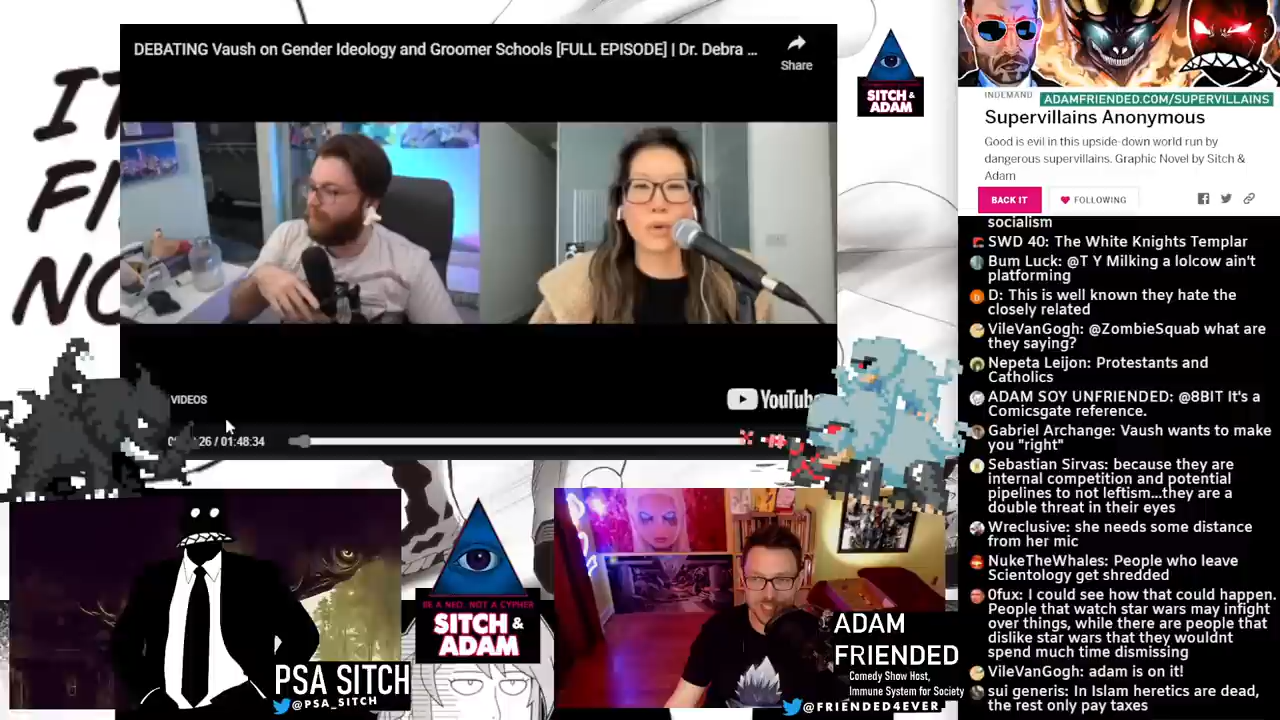 DEBATING Vaush on Gender Ideology and Groomer Schools [FULL EPISODE] | Dr. Debra ...
Share
SITCH &
ADAM
VIDEOS
YouTube
26 / 01:48:34
BE A NEO, NOT A CYPHER
SITCH &
ADAM
PSA SITCH
@PSA_SITCH
ADAM
FRIENDED
Comedy Show Host,
Immune System for Society
@FRIENDED4EVER
INDEMAND
ADAMFRIENDED.COM/SUPERVILLAINS
Supervillains Anonymous
Good is evil in this upside-down world run by
dangerous supervillains. Graphic Novel by Sitch &
Adam
BACK IT
FOLLOWING
socialism
SWD 40: The White Knights Templar
Bum Luck: @T Y Milking a lolcow ain't
platforming
D: This is well known they hate the
closely related
VileVanGogh: @ZombieSquab what are
they saying?
Nepeta Leijon: Protestants and
Catholics
ADAM SOY UNFRIENDED: @8BIT It's a
Comicsgate reference.
Gabriel Archange: Vaush wants to make
you "right"
Sebastian Sirvas: because they are
internal competition and potential
pipelines to not leftism...they are a
double threat in their eyes
Wreclusive: she needs some distance
from her mic
NukeTheWhales: People who leave
Scientology get shredded
0fux: I could see how that could happen.
People that watch star wars may infight
over things, while there are people that
dislike star wars that they wouldnt
spend much time dismissing
VileVanGogh: adam is on it!
sui generis: In Islam heretics are dead,
the rest only pay taxes